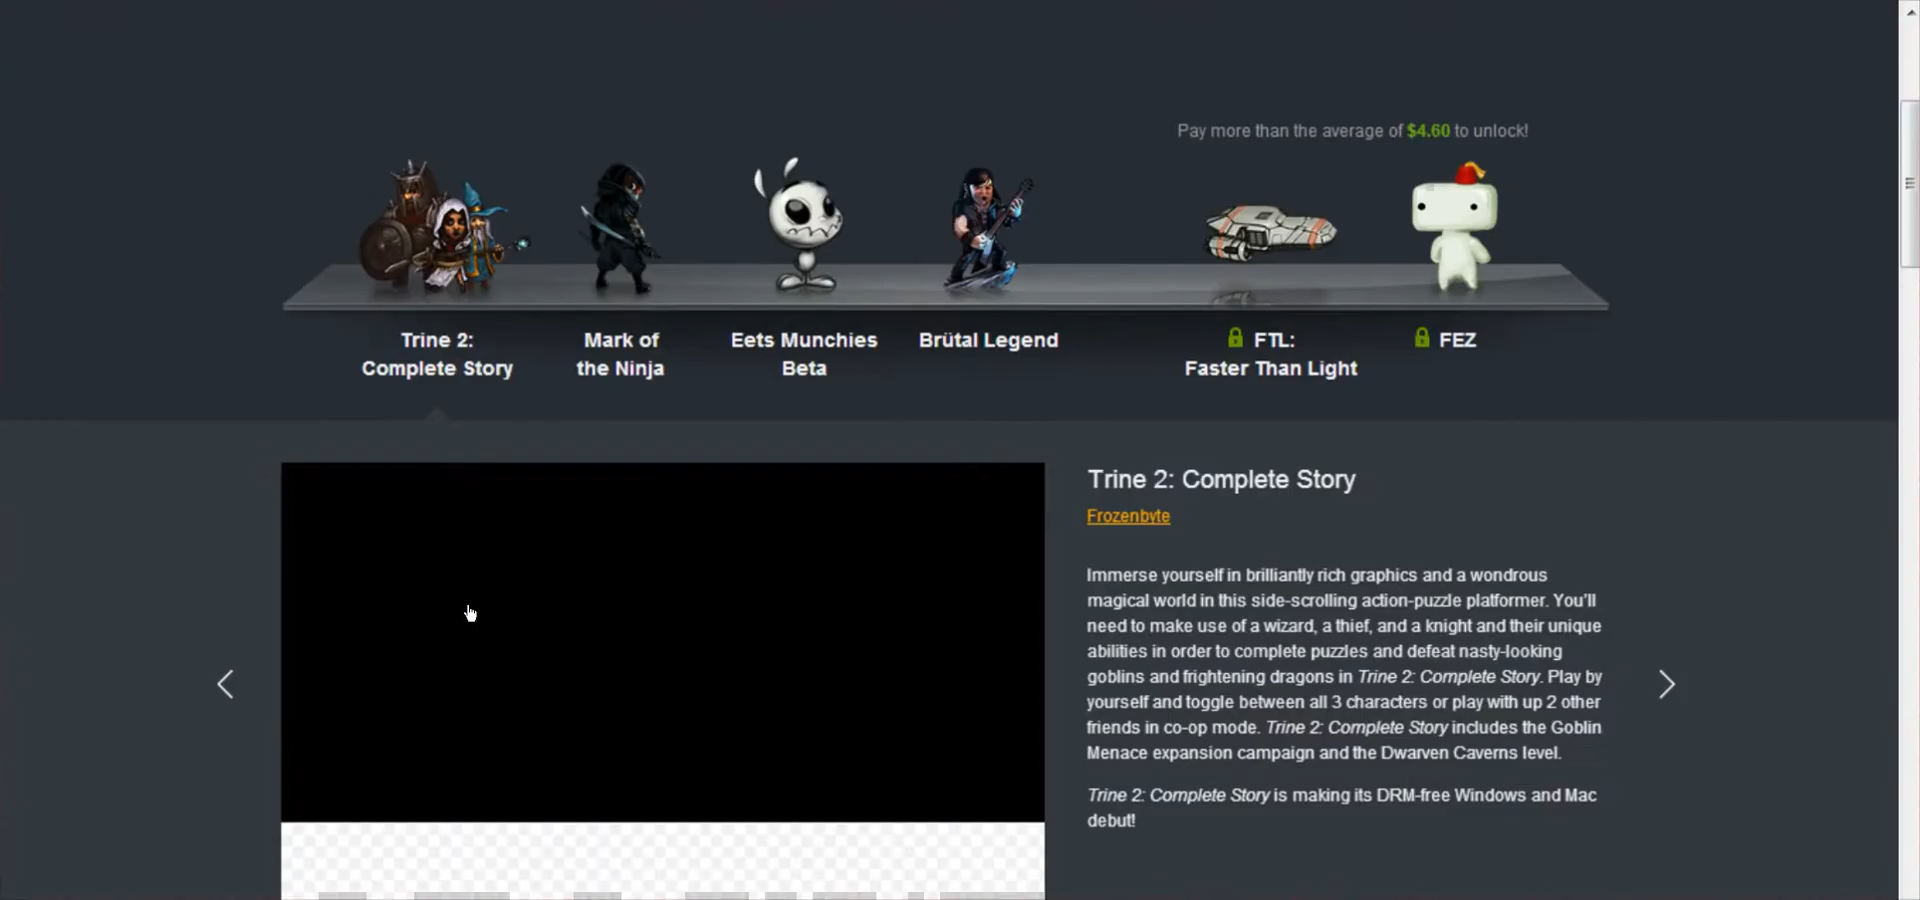 Pay more than the average of $4.60 to unlock!
Trine 2:
Complete Story
Mark of
the Ninja
Eets Munchies
Beta
Brütal Legend
FTL:
Faster Than Light
FEZ
Trine 2: Complete Story
Frozenbyte
Immerse yourself in brilliantly rich graphics and a wondrous
magical world in this side-scrolling action-puzzle platformer. You'll
need to make use of a wizard, a thief, and a knight and their unique
abilities in order to complete puzzles and defeat nasty-looking
goblins and frightening dragons in Trine 2: Complete Story. Play by
yourself and toggle between all 3 characters or play with up 2 other
friends in co-op mode. Trine 2: Complete Story includes the Goblin
Menace expansion campaign and the Dwarven Caverns level.
Trine 2: Complete Story is making its DRM-free Windows and Mac
debut!